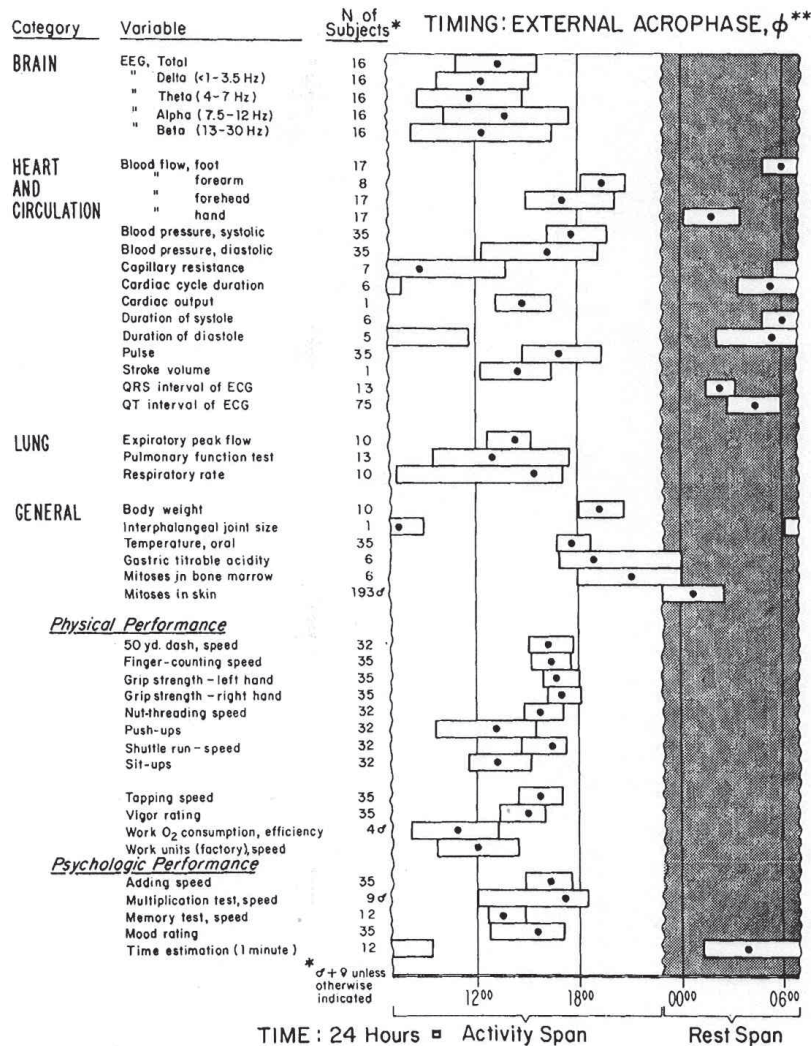 Category Variable N of Subjects* TIMING: EXTERNAL ACROPHASE, ϕ**
BRAIN EEG, Total 16
" Delta (<1-3.5 Hz) 16
" Theta (4-7 Hz) 16
" Alpha (7.5-12 Hz) 16
" Beta (13-30 Hz) 16
HEART AND CIRCULATION Blood flow, foot 17
" forearm 8
" forehead 17
" hand 17
Blood pressure, systolic 35
Blood pressure, diastolic 35
Capillary resistance 7
Cardiac cycle duration 6
Cardiac output 1
Duration of systole 6
Duration of diastole 5
Pulse 35
Stroke volume 1
QRS interval of ECG 13
QT interval of ECG 75
LUNG Expiratory peak flow 10
Pulmonary function test 13
Respiratory rate 10
GENERAL Body weight 10
Interphalangeal joint size 1
Temperature, oral 35
Gastric titrable acidity 6
Mitoses in bone marrow 6
Mitoses in skin 193♂
Physical Performance
50 yd. dash, speed 32
Finger-counting speed 35
Grip strength - left hand 35
Grip strength - right hand 35
Nut-threading speed 32
Push-ups 32
Shuttle run - speed 32
Sit-ups 32
Tapping speed 35
Vigor rating 35
Work O2 consumption, efficiency 4♂
Work units (factory), speed
Psychologic Performance
Adding speed 35
Multiplication test, speed 9♂
Memory test, speed 12
Mood rating 35
Time estimation (1 minute) 12
* ♂ + ♀ unless
otherwise
indicated
12⁰⁰ 18⁰⁰ 00⁰⁰ 06⁰⁰
TIME: 24 Hours Activity Span Rest Span